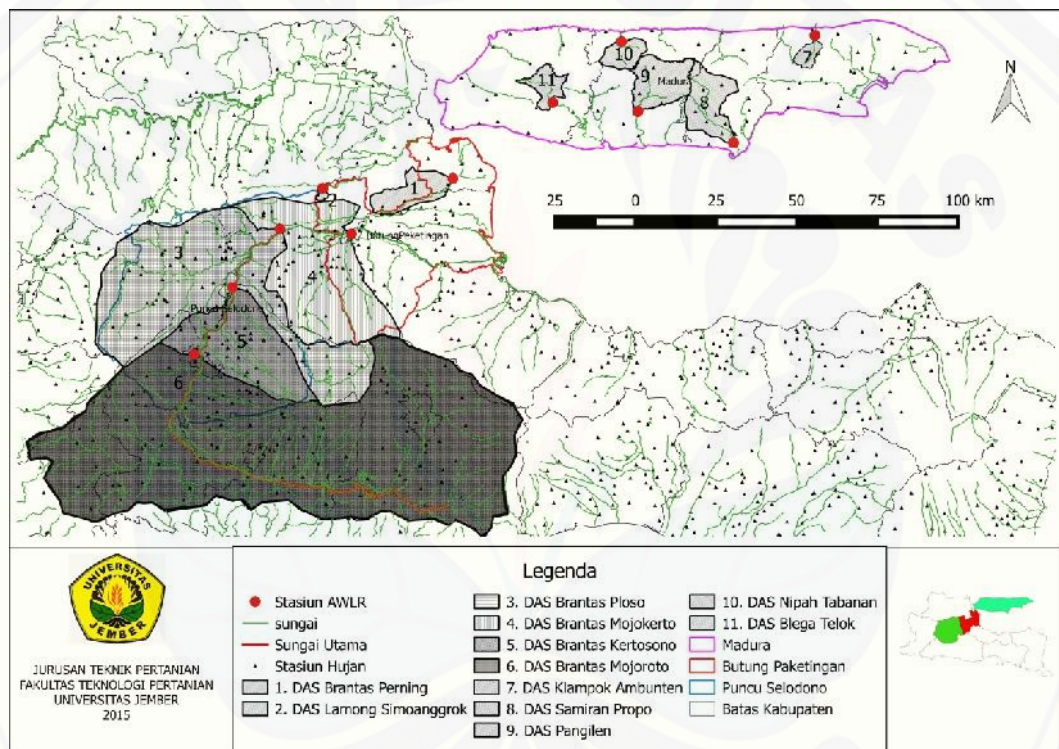 10
7
11
9
Madura
8
N
1
25 0 25 50 75 100 km
2
3
4
5
6
UNIVERSITAS
JEMBER
JURUSAN TEKNIK PERTANIAN
FAKULTAS TEKNOLOGI PERTANIAN
UNIVERSITAS JEMBER
2015
Legenda
Stasiun AWLR
sungai
Sungai Utama
Stasiun Hujan
1. DAS Brantas Perning
2. DAS Lamong Simoanggrok
3. DAS Brantas Ploso
4. DAS Brantas Mojokerto
5. DAS Brantas Kertosono
6. DAS Brantas Mojoroto
7. DAS Klampok Ambunten
8. DAS Samiran Propo
9. DAS Pangilen
10. DAS Nipah Tabanan
11. DAS Blega Telok
Madura
Butung Paketingan
Puncu Selodono
Batas Kabupaten